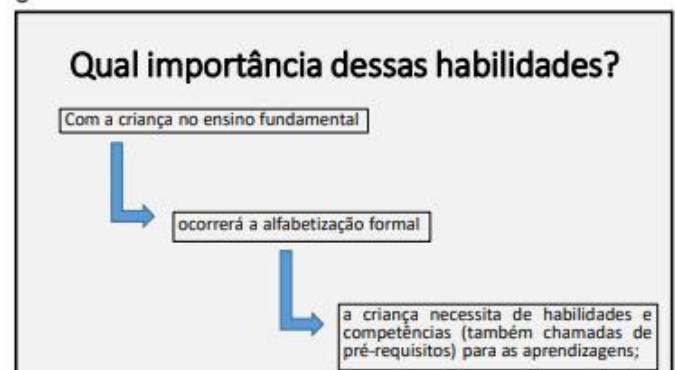 Qual importância dessas habilidades?
Com a criança no ensino fundamental
ocorrerá a alfabetização formal
a criança necessita de habilidades e
competências (também chamadas de
pré-requisitos) para as aprendizagens;